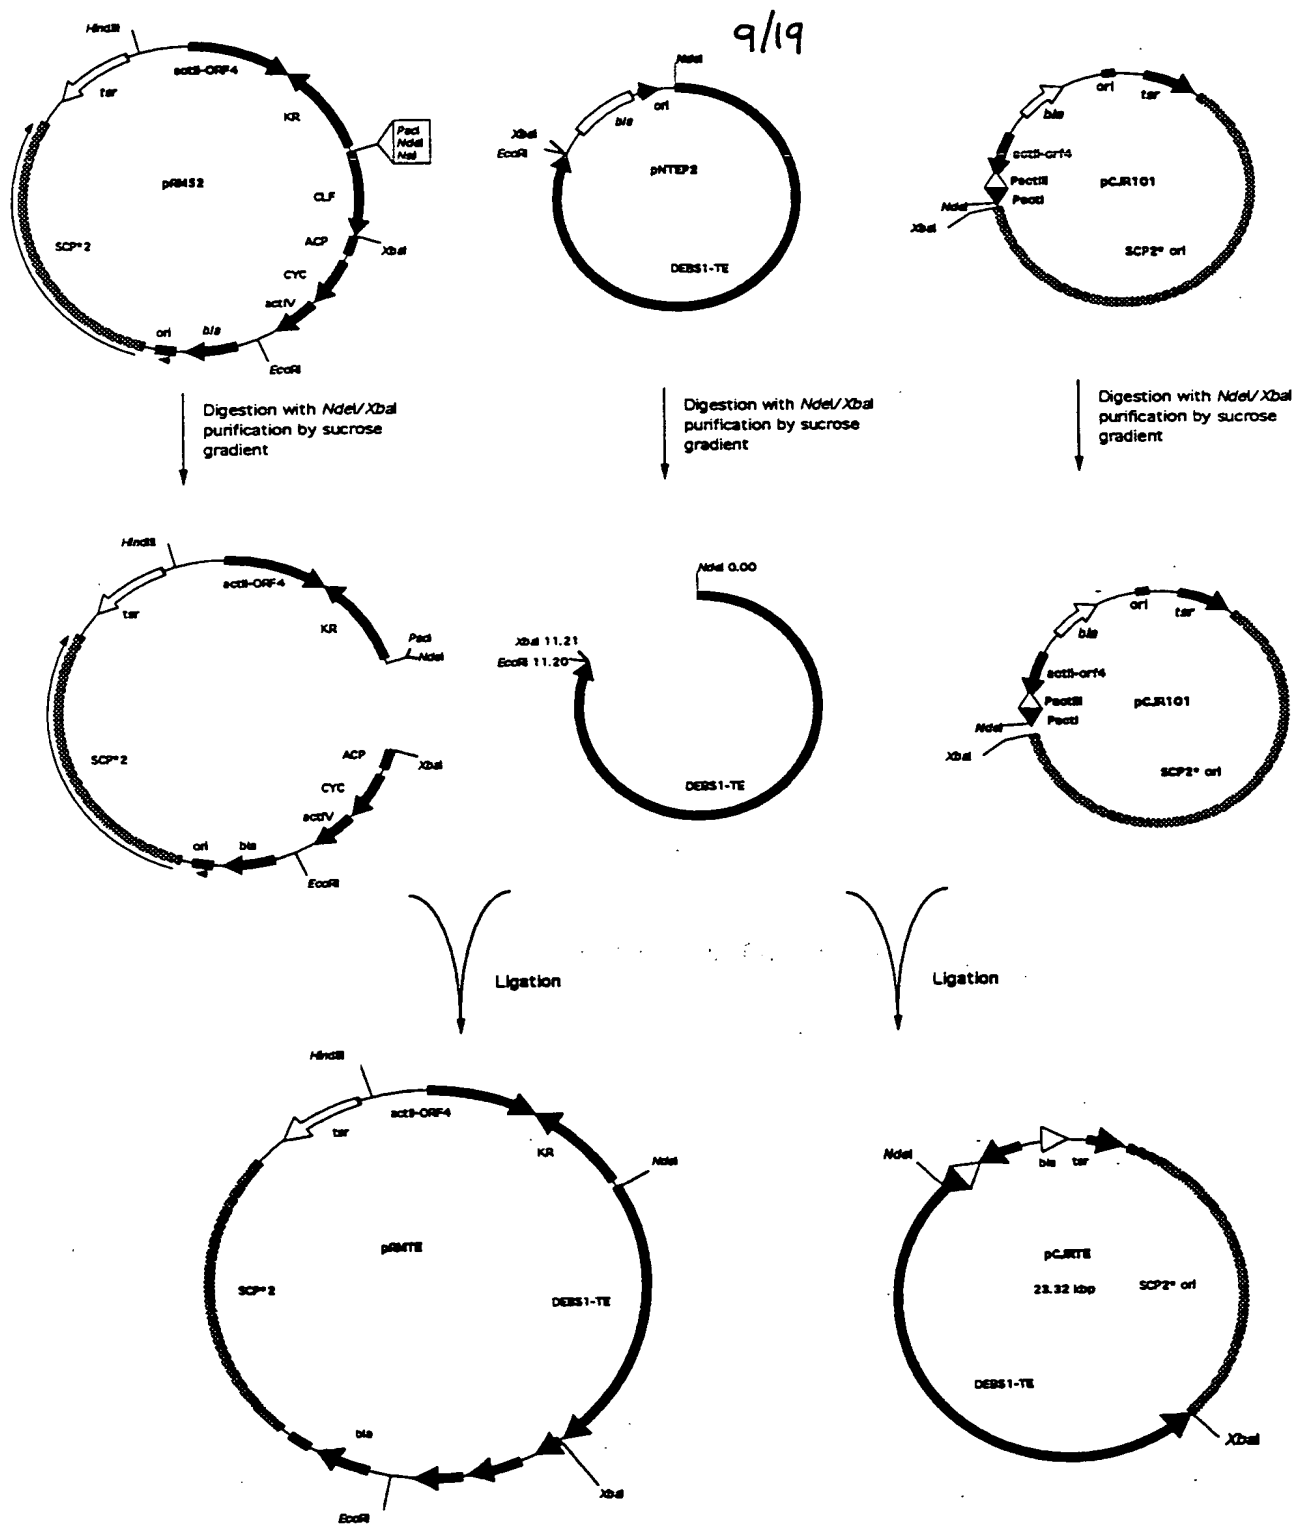 9/19
HindIII
actII-ORF4
tsr
KR
PacI
NdeI
NsiI
pRM52
CLF
ACP
XbaI
SCP*2
CYC
actIV
ori
bla
EcoRI
NdeI
ori
bla
XbaI
EcoRI
pNTEP2
DEBS1-TE
ori
tsr
bla
actII-orf4
PactIII
PactI
pCJR101
NdeI
XbaI
SCP2* ori
Digestion with NdeI/XbaI
purification by sucrose
gradient
Digestion with NdeI/XbaI
purification by sucrose
gradient
Digestion with NdeI/XbaI
purification by sucrose
gradient
HindIII
actII-ORF4
tsr
KR
PacI
NdeI
SCP*2
ACP
XbaI
CYC
actIV
ori
bla
EcoRI
NdeI 0.00
XbaI 11.21
EcoRI 11.20
DEBS1-TE
ori
tsr
bla
actII-orf4
PactIII
PactI
pCJR101
NdeI
XbaI
SCP2* ori
Ligation
Ligation
HindIII
actII-ORF4
tsr
KR
NdeI
pRMTE
SCP*2
DEBS1-TE
bla
XbaI
EcoRI
NdeI
bla
tsr
pCJRTE
23.32 kbp
SCP2* ori
DEBS1-TE
XbaI